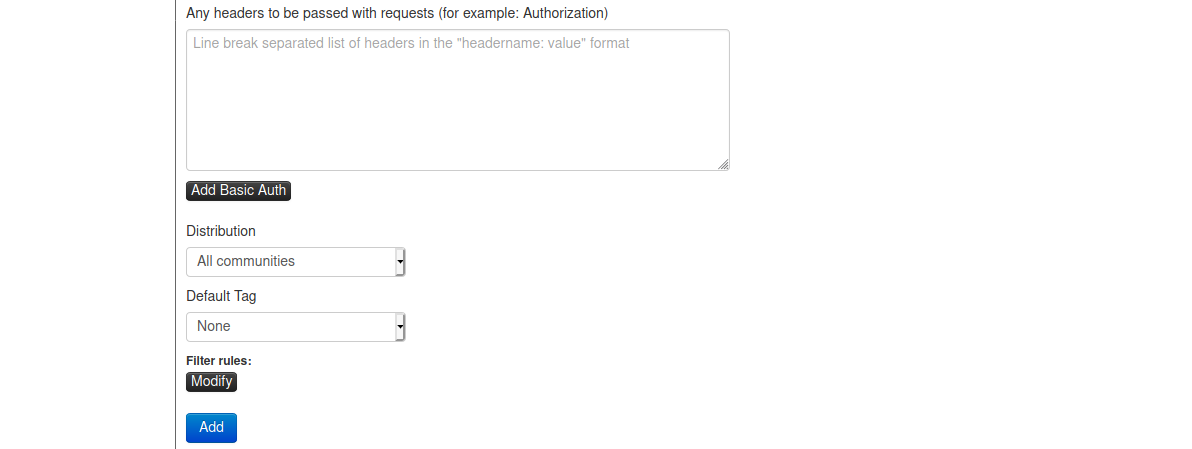 Any headers to be passed with requests (for example: Authorization)
Line break separated list of headers in the "headername: value" format
Add Basic Auth
Distribution
All communities
Default Tag
None
Filter rules:
Modify
Add